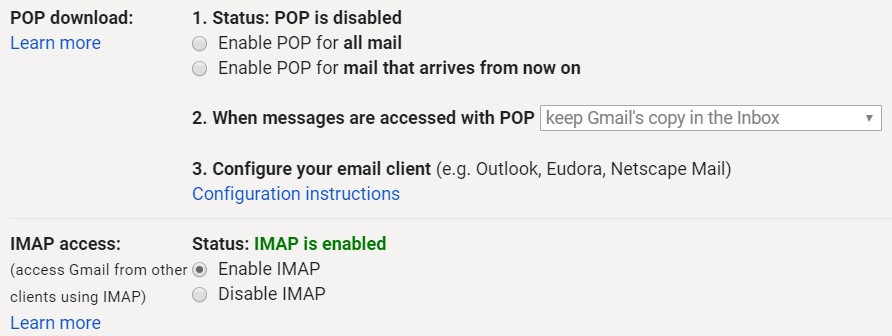 POP download: 1. Status: POP is disabled
Learn more Enable POP for all mail
Enable POP for mail that arrives from now on
2. When messages are accessed with POP keep Gmail's copy in the Inbox
3. Configure your email client (e.g. Outlook, Eudora, Netscape Mail)
Configuration instructions
IMAP access: Status: IMAP is enabled
(access Gmail from other Enable IMAP
clients using IMAP) Disable IMAP
Learn more